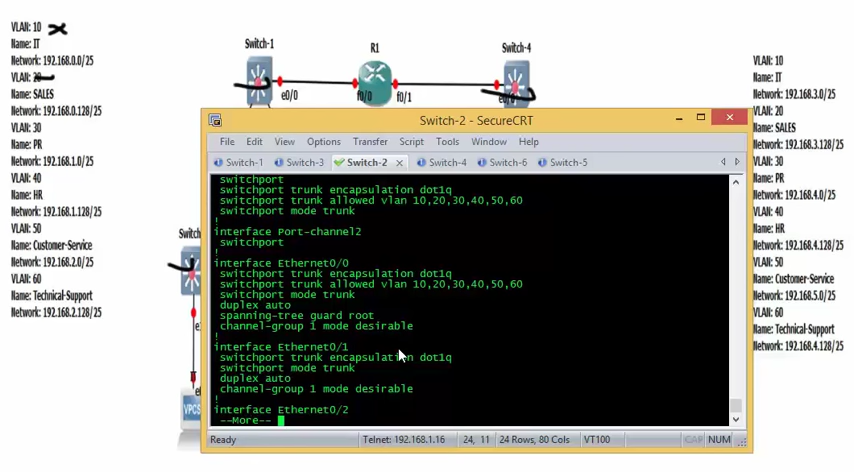 VLAN: 10
Name: IT
Network: 192.168.0.0/25
VLAN: 20
Name: SALES
Network: 192.168.0.128/25
VLAN: 30
Name: PR
Network: 192.168.1.0/25
VLAN: 40
Name: HR
Network: 192.168.1.128/25
VLAN: 50
Name: Customer-Service
Network: 192.168.2.0/25
VLAN: 60
Name: Technical-Support
Network: 192.168.2.128/25
Switch-1
R1
Switch-4
e0/0
f0/0
f0/1
e0/0
Switch
VPCS
Switch-2 - SecureCRT
File Edit View Options Transfer Script Tools Window Help
Switch-1 Switch-3 Switch-2 Switch-4 Switch-6 Switch-5
switchport
switchport trunk encapsulation dot1q
switchport trunk allowed vlan 10,20,30,40,50,60
switchport mode trunk
!
interface Port-channel2
switchport
!
interface Ethernet0/0
switchport trunk encapsulation dot1q
switchport trunk allowed vlan 10,20,30,40,50,60
switchport mode trunk
duplex auto
spanning-tree guard root
channel-group 1 mode desirable
!
interface Ethernet0/1
switchport trunk encapsulation dot1q
switchport mode trunk
duplex auto
channel-group 1 mode desirable
!
interface Ethernet0/2
--More--
Ready Telnet: 192.168.1.16 24, 11 24 Rows, 80 Cols VT100 CAP NUM
VLAN: 10
Name: IT
Network: 192.168.3.0/25
VLAN: 20
Name: SALES
Network: 192.168.3.128/25
VLAN: 30
Name: PR
Network: 192.168.4.0/25
VLAN: 40
Name: HR
Network: 192.168.4.128/25
VLAN: 50
Name: Customer-Service
Network: 192.168.5.0/25
VLAN: 60
Name: Technical-Support
Network: 192.168.4.128/25